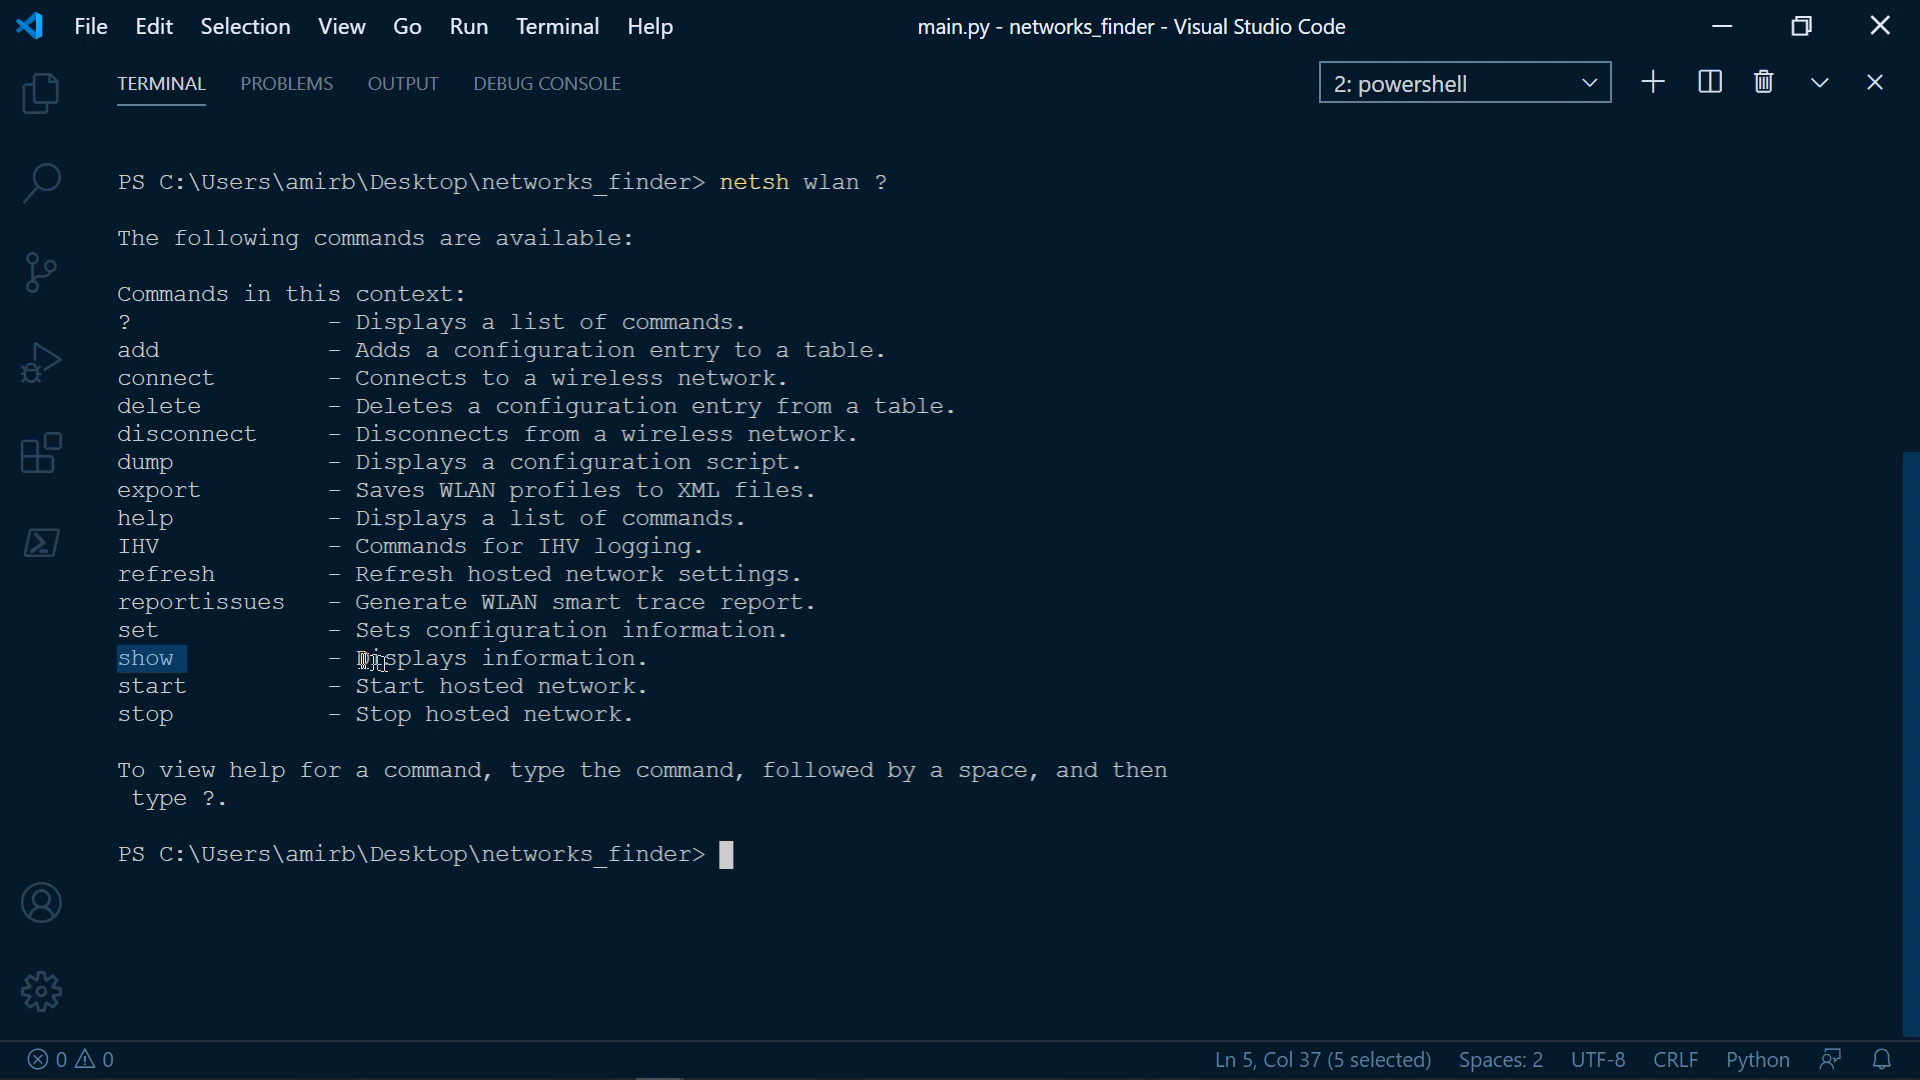 File Edit Selection View Go Run Terminal Help main.py - networks_finder - Visual Studio Code
TERMINAL PROBLEMS OUTPUT DEBUG CONSOLE 2: powershell
PS C:\Users\amirb\Desktop\networks_finder> netsh wlan ?
The following commands are available:
Commands in this context:
? - Displays a list of commands.
add - Adds a configuration entry to a table.
connect - Connects to a wireless network.
delete - Deletes a configuration entry from a table.
disconnect - Disconnects from a wireless network.
dump - Displays a configuration script.
export - Saves WLAN profiles to XML files.
help - Displays a list of commands.
IHV - Commands for IHV logging.
refresh - Refresh hosted network settings.
reportissues - Generate WLAN smart trace report.
set - Sets configuration information.
show - Displays information.
start - Start hosted network.
stop - Stop hosted network.
To view help for a command, type the command, followed by a space, and then
type ?.
PS C:\Users\amirb\Desktop\networks_finder>
0 0 Ln 5, Col 37 (5 selected) Spaces: 2 UTF-8 CRLF Python